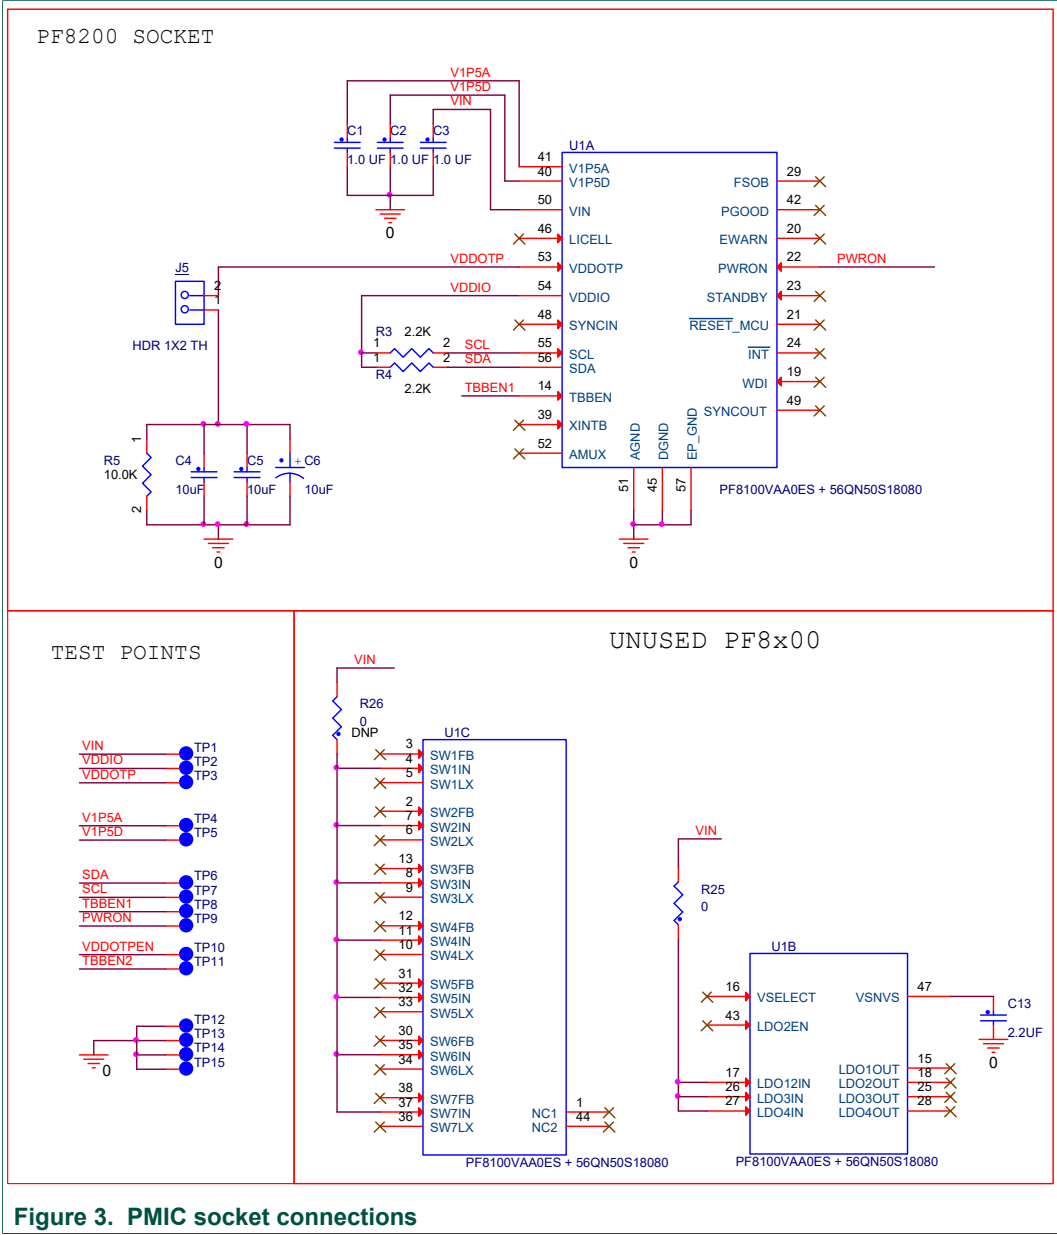 PF8200 SOCKET
V1P5A
V1P5D
VIN
C1
C2
C3
1.0 UF
1.0 UF
1.0 UF
0
U1A
41
V1P5A
40
V1P5D
50
VIN
46
LICELL
VDDOTP
53
VDDOTP
VDDIO
54
VDDIO
48
SYNCIN
R3
2.2K
1
2
SCL
55
SCL
1
2
SDA
56
SDA
R4
2.2K
TBBEN1
14
TBBEN
39
XINTB
52
AMUX
29
FSOB
42
PGOOD
20
EWARN
22
PWRON
PWRON
23
STANDBY
21
RESET_MCU
24
INT
19
WDI
49
SYNCOUT
AGND
DGND
EP_GND
51
45
57
PF8100VAA0ES + 56QN50S18080
0
J5
2
1
HDR 1X2 TH
1
R5
10.0K
2
C4
10uF
C5
10uF
+
C6
10uF
0
TEST POINTS
VIN
TP1
VDDIO
TP2
VDDOTP
TP3
V1P5A
TP4
V1P5D
TP5
SDA
TP6
SCL
TP7
TBBEN1
TP8
PWRON
TP9
VDDOTPEN
TP10
TBBEN2
TP11
TP12
TP13
TP14
TP15
0
UNUSED PF8x00
VIN
R26
0
DNP
U1C
3
SW1FB
4
SW1IN
5
SW1LX
2
SW2FB
7
SW2IN
6
SW2LX
13
SW3FB
8
SW3IN
9
SW3LX
12
SW4FB
11
SW4IN
10
SW4LX
31
SW5FB
32
SW5IN
33
SW5LX
30
SW6FB
35
SW6IN
34
SW6LX
38
SW7FB
37
SW7IN
36
SW7LX
NC1
1
NC2
44
PF8100VAA0ES + 56QN50S18080
VIN
R25
0
U1B
16
VSELECT
43
LDO2EN
17
LDO12IN
26
LDO3IN
27
LDO4IN
VSNVS
47
C13
2.2UF
0
LDO1OUT
15
LDO2OUT
18
LDO3OUT
25
LDO4OUT
28
PF8100VAA0ES + 56QN50S18080
Figure 3. PMIC socket connections